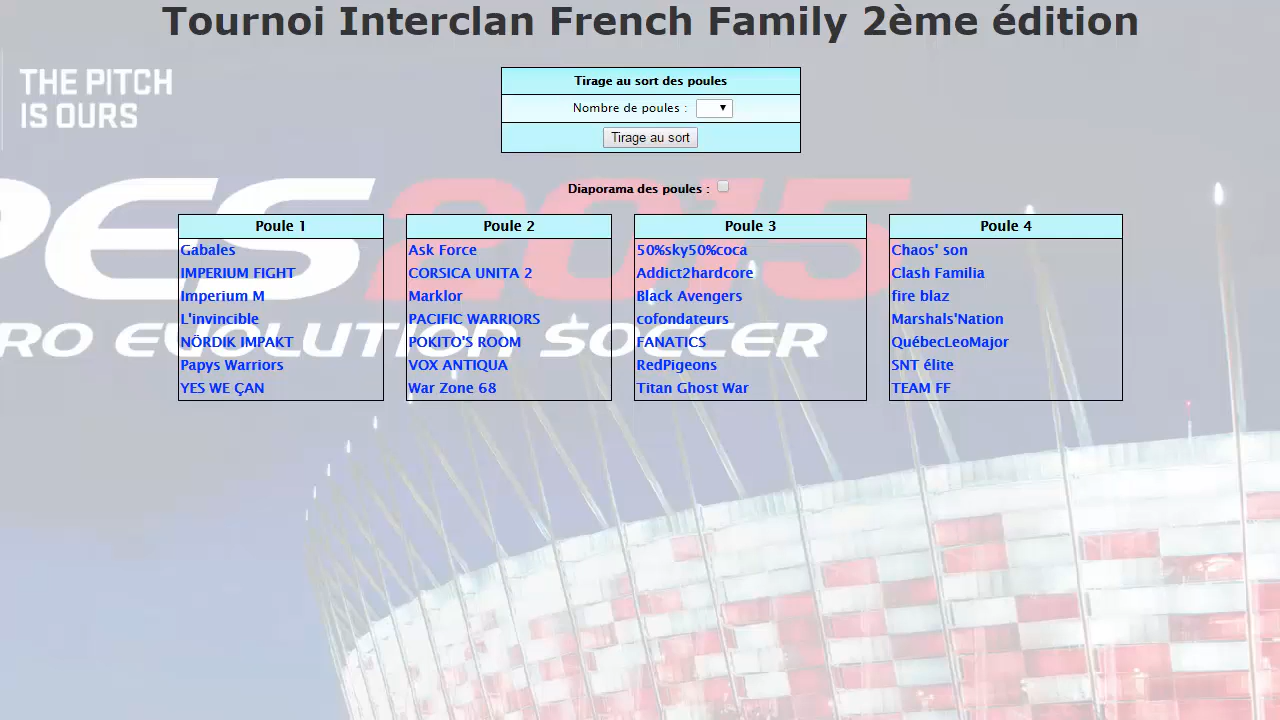 Tournoi Interclan French Family 2ème édition
THE PITCH
IS OURS
Tirage au sort des poules
Nombre de poules :
Tirage au sort
Diaporama des poules :
PES 2015
PRO EVOLUTION SOCCER
Poule 1
Gabales
IMPERIUM FIGHT
Imperium M
L'invincible
NÖRDIK IMPAKT
Papys Warriors
YES WE ÇAN
Poule 2
Ask Force
CORSICA UNITA 2
Marklor
PACIFIC WARRIORS
POKITO'S ROOM
VOX ANTIQUA
War Zone 68
Poule 3
50%sky50%coca
Addict2hardcore
Black Avengers
cofondateurs
FANATICS
RedPigeons
Titan Ghost War
Poule 4
Chaos' son
Clash Familia
fire blaz
Marshals'Nation
QuébecLeoMajor
SNT élite
TEAM FF